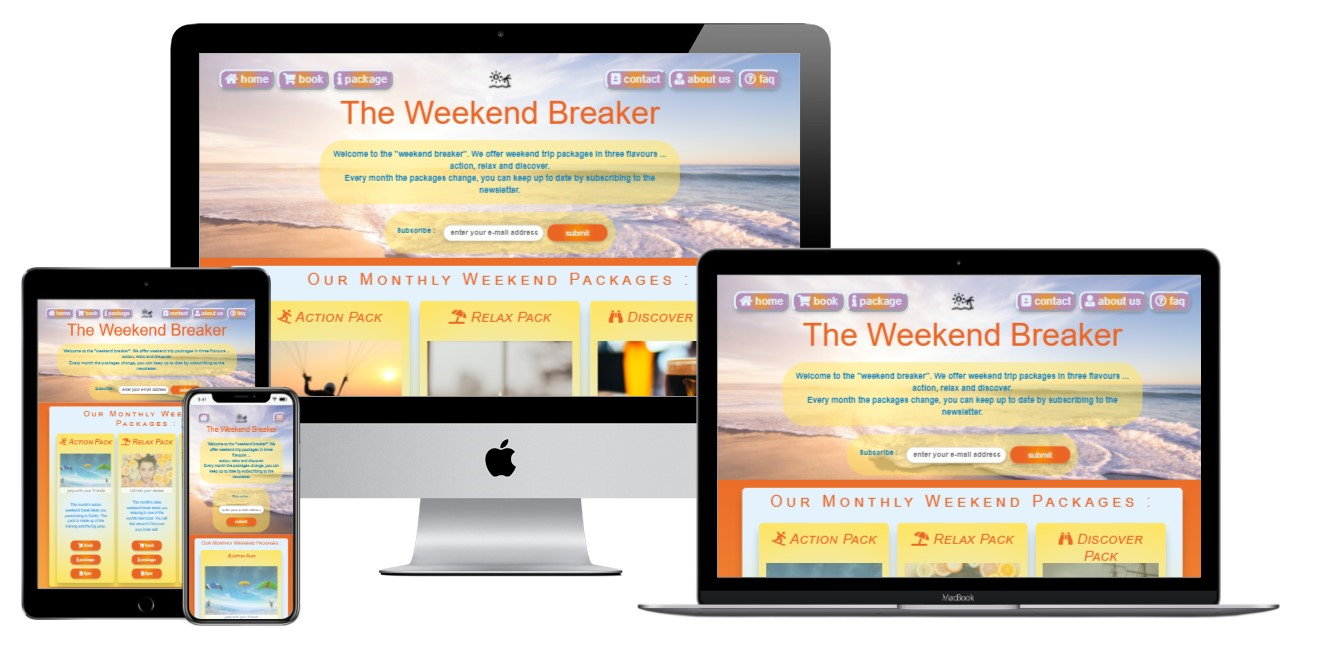 home book package contact about us faq
The Weekend Breaker
Welcome to the "weekend breaker". We offer weekend trip packages in three flavours ...
action, relax and discover.
Every month the packages change, you can keep up to date by subscribing to the
newsletter.
Subscribe : enter your e-mail address submit
Our Monthly Weekend Packages :
Action Pack Relax Pack Discover
home book package contact about us faq
The Weekend Breaker
Welcome to the "weekend breaker". We offer weekend trip packages in three flavours ...
action, relax and discover.
Every month the packages change, you can keep up to date by subscribing to the
newsletter.
Subscribe : enter your e-mail address submit
Our Monthly Weekend Packages :
Action Pack Relax Pack Discover
Pack
MacBook
home book package contact about us faq
The Weekend Breaker
Welcome to the "weekend breaker". We offer weekend trip packages in three flavours ...
action, relax and discover.
Every month the packages change, you can keep up to date by subscribing to the
newsletter.
Subscribe : enter your e-mail address
Our Monthly Wee
Packages :
Action Pack Relax Pack
jump with your friends
book book
package package
The Weekend Breaker
Welcome to the "weekend breaker". We
offer weekend trip packages in three
flavours ...
action, relax and discover.
Every month the packages change, you can
keep up to date by subscribing to the
newsletter.
Subscribe :
enter your e-mail address
submit
Our Monthly Weekend Packages :
Action Pack
jump with your friends